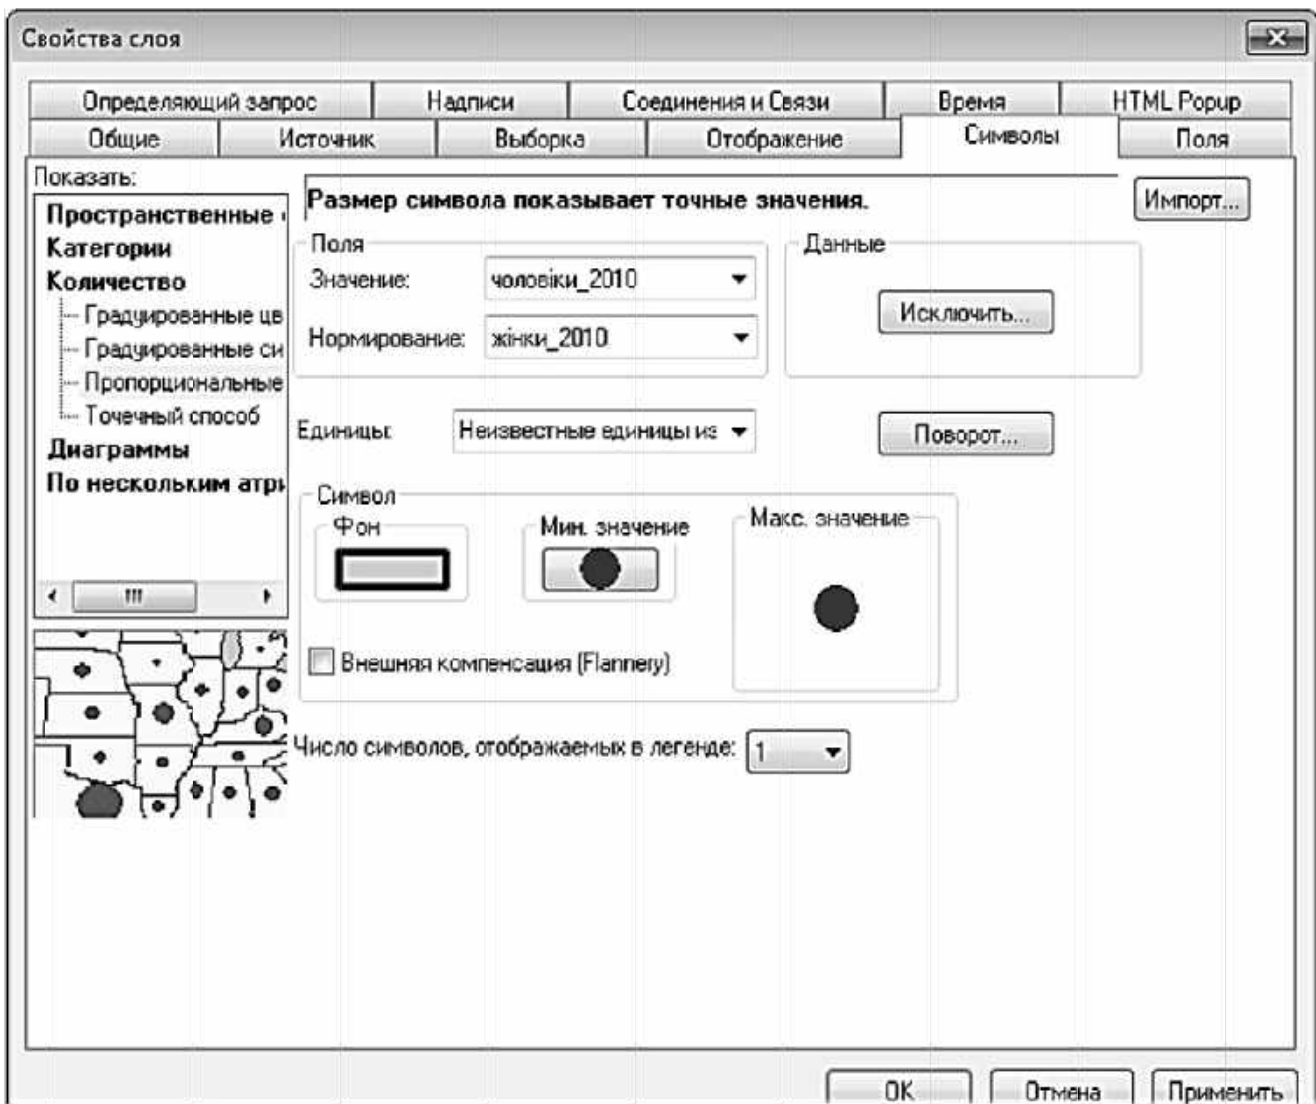 Свойства слоя
Определяющий запрос Надписи Соединения и Связи Время HTML Popup
Общие Источник Выборка Отображение Символы Поля
Показать:
Пространственные
Категории
Количество
Градуированные цв
Градуированные си
Пропорциональные
Точечный способ
Диаграммы
По нескольким атри
Размер символа показывает точные значения.
Импорт...
Поля
Значение: чоловіки_2010
Нормирование: жінки_2010
Данные
Исключить...
Единицы: Неизвестные единицы из
Поворот...
Символ
Фон
Мин. значение
Макс. значение
Внешняя компенсация (Flannery)
Число символов, отображаемых в легенде: 1
OK Отмена Применить